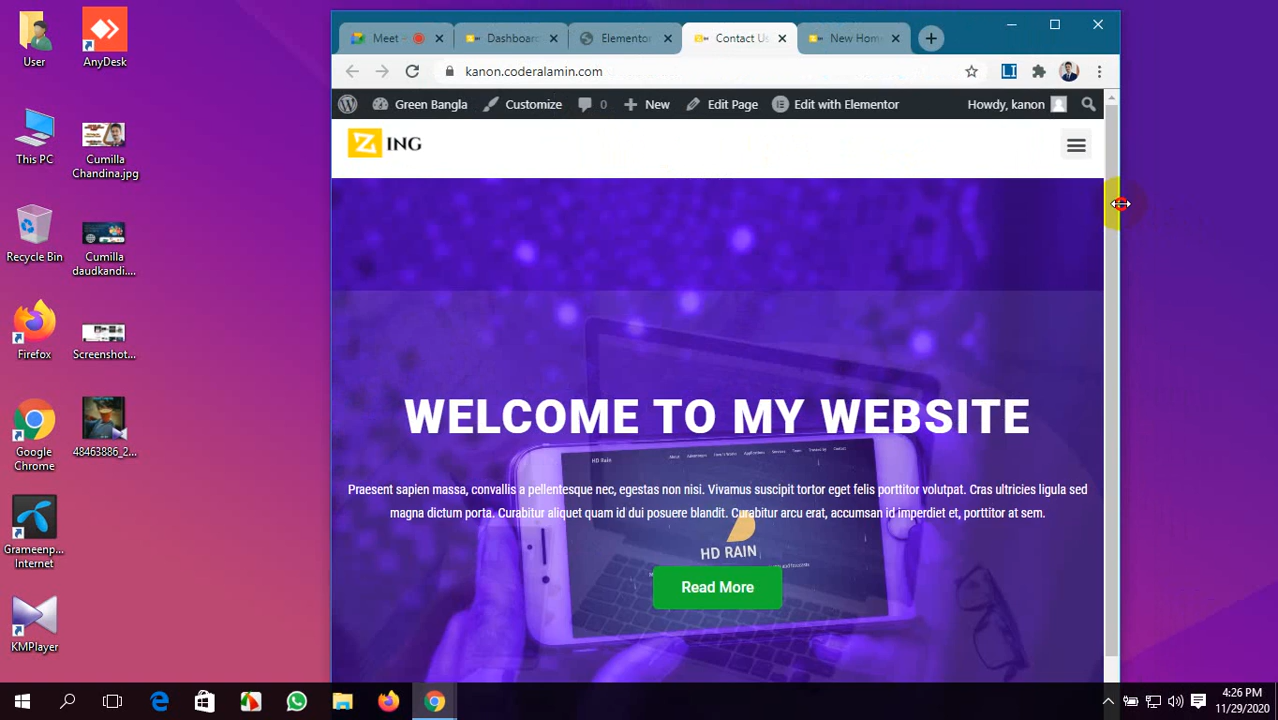 User
AnyDesk
This PC
Cumilla
Chandina.jpg
Recycle Bin
Cumilla
daudkandi....
Firefox
Screenshot...
Google
Chrome
48463886_2...
Grameenp...
Internet
KMPlayer
Meet
Dashboard
Elementor
Contact Us
New Home
kanon.coderalamin.com
Green Bangla
Customize
0
New
Edit Page
Edit with Elementor
Howdy, kanon
Z ING
WELCOME TO MY WEBSITE
Praesent sapien massa, convallis a pellentesque nec, egestas non nisi. Vivamus suscipit tortor eget felis porttitor volutpat. Cras ultricies ligula sed
magna dictum porta. Curabitur aliquet quam id dui posuere blandit. Curabitur arcu erat, accumsan id imperdiet et, porttitor at sem.
HD RAIN
Read More
4:26 PM
11/29/2020